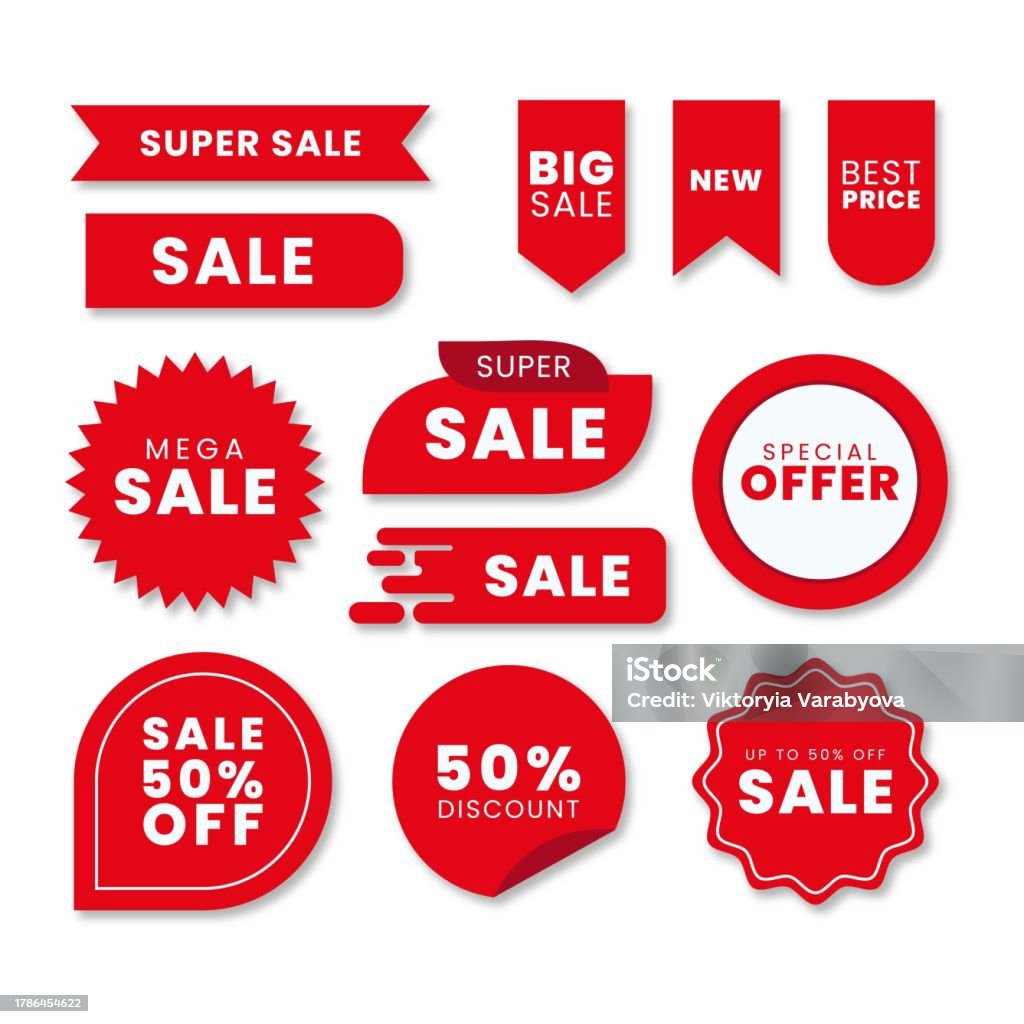 SUPER SALE
SALE
BIG
SALE
NEW
BEST
PRICE
MEGA
SALE
SUPER
SALE
SALE
SPECIAL
OFFER
SALE
50%
OFF
50%
DISCOUNT
iStock™
Credit: Viktoryia Varabyova
UP TO 50% OFF
SALE
1786454622